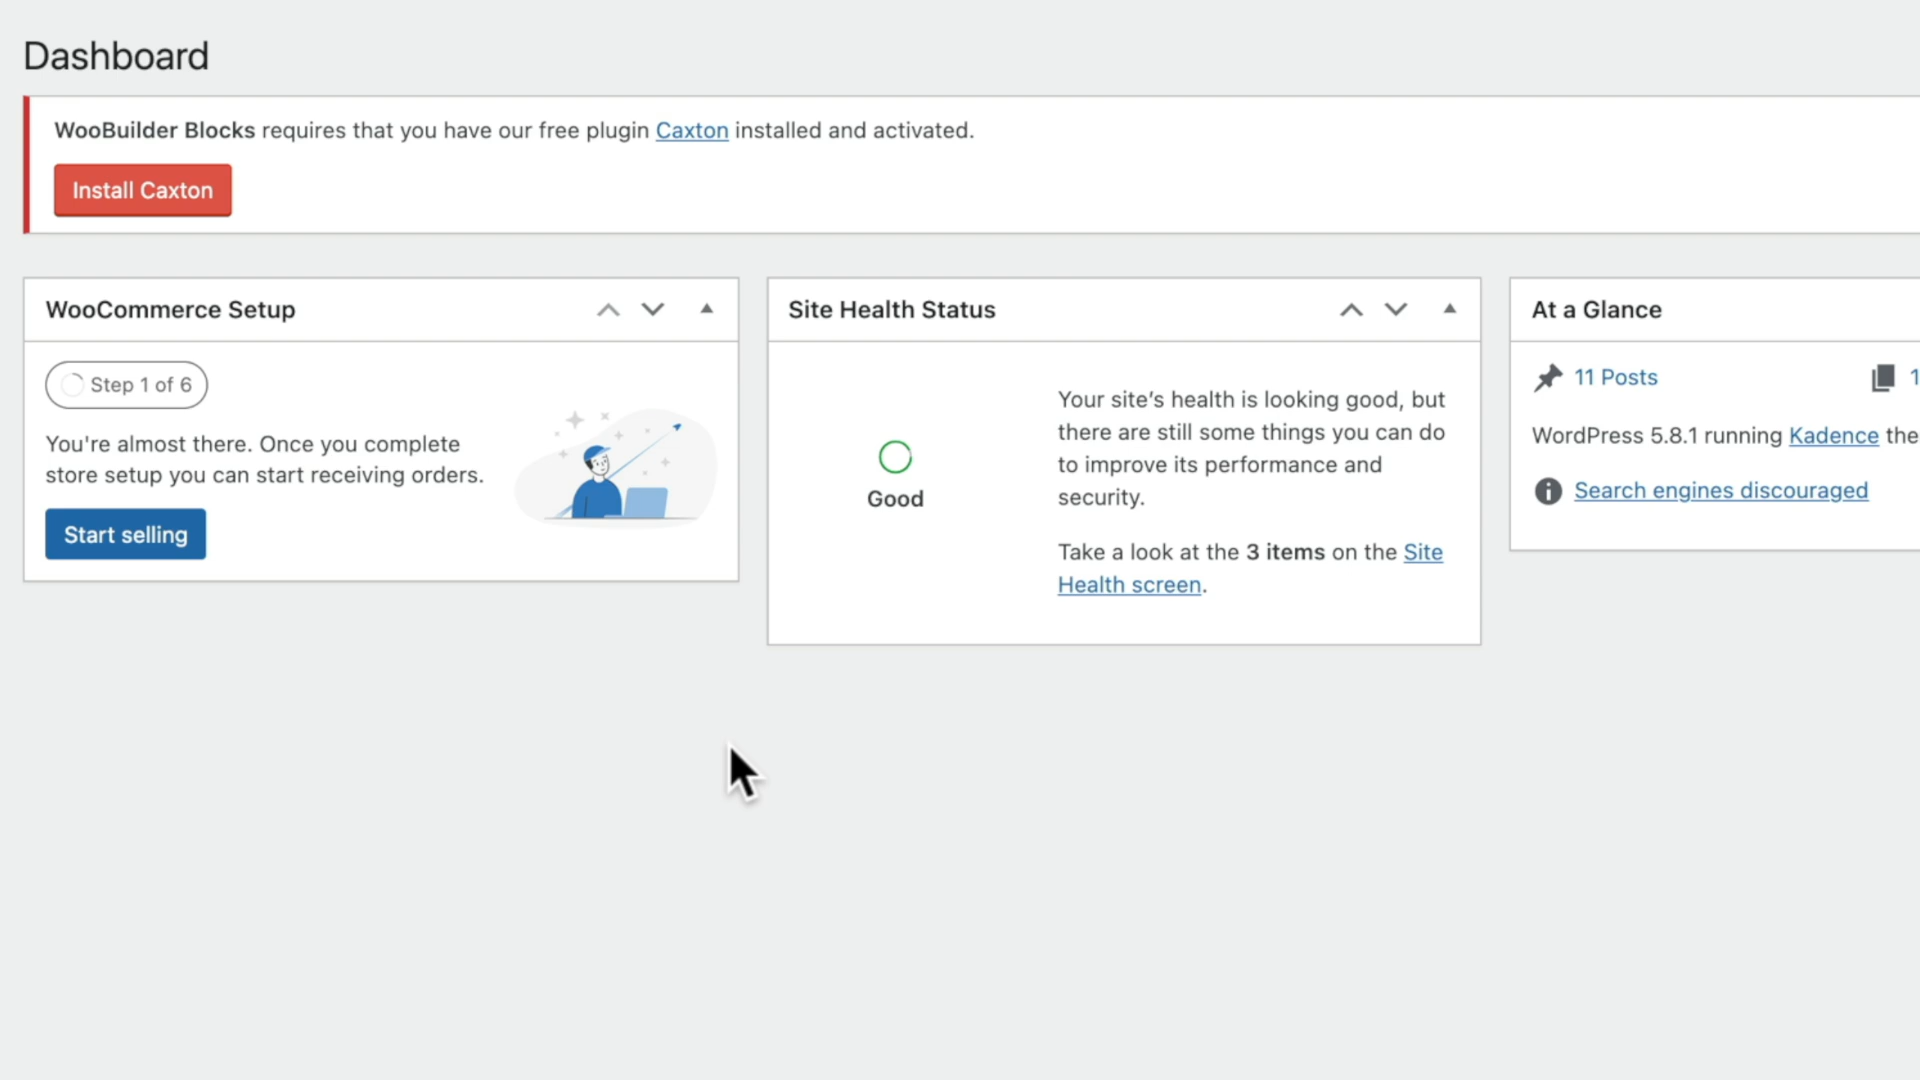 Dashboard
WooBuilder Blocks requires that you have our free plugin Caxton installed and activated.
Install Caxton
WooCommerce Setup
Step 1 of 6
You're almost there. Once you complete
store setup you can start receiving orders.
Start selling
Site Health Status
Good
Your site's health is looking good, but
there are still some things you can do
to improve its performance and
security.
Take a look at the 3 items on the Site
Health screen.
At a Glance
11 Posts
WordPress 5.8.1 running Kadence the
Search engines discouraged